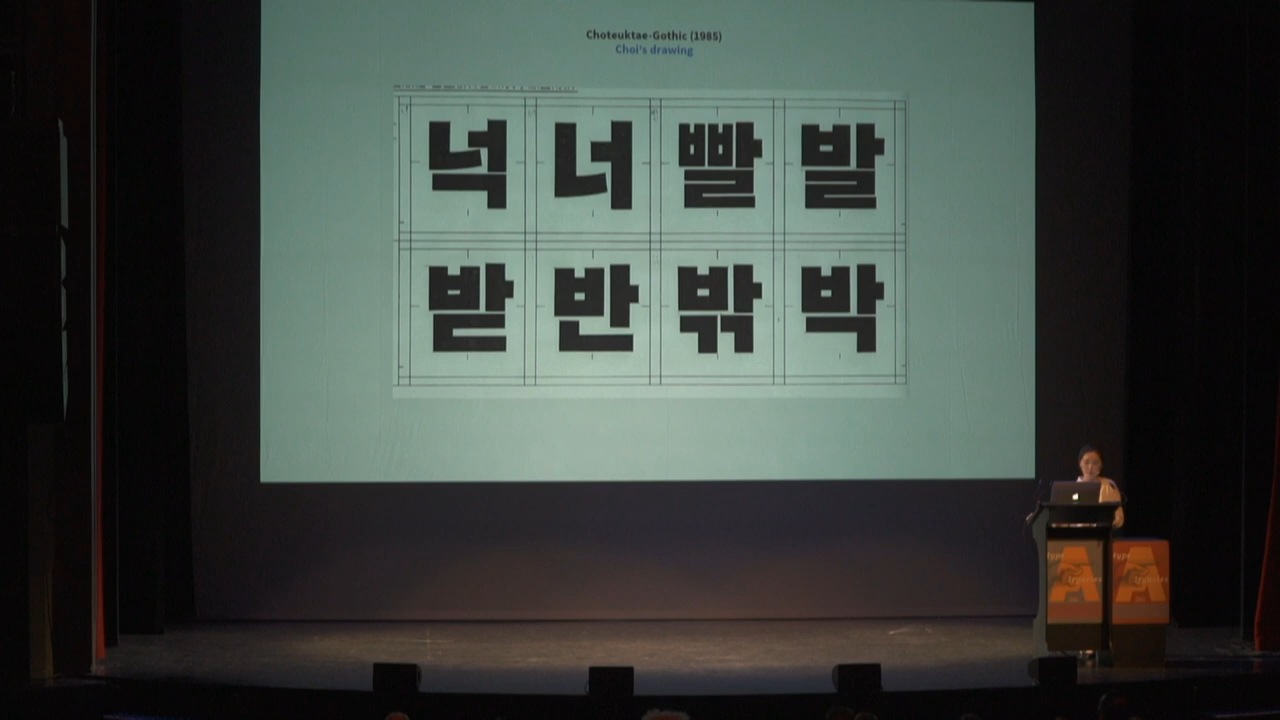 Choteuktae-Gothic (1985)
Choi's drawing
넉 너 빨 발
받 반 밖 박